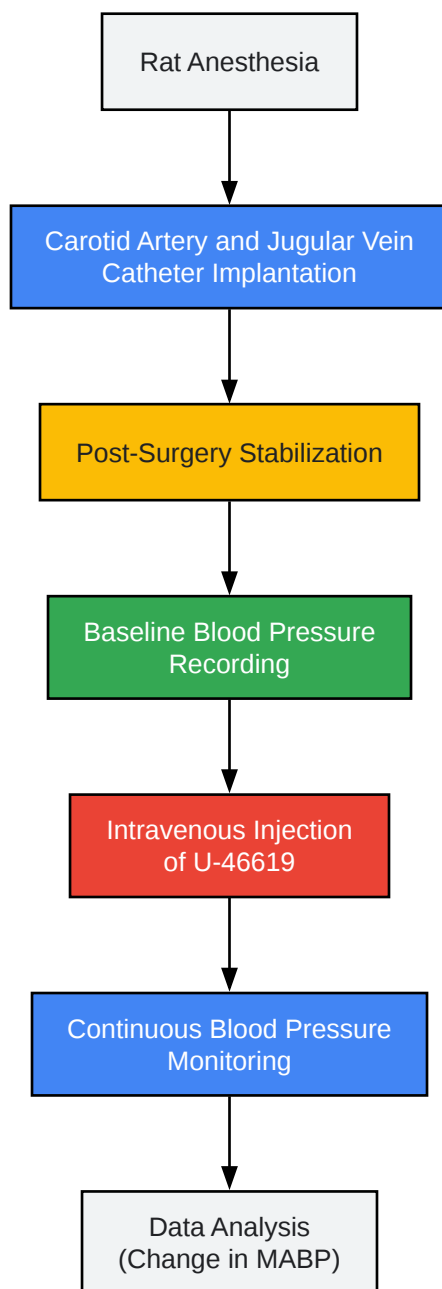 Rat Anesthesia
Carotid Artery and Jugular Vein
Catheter Implantation
Post-Surgery Stabilization
Baseline Blood Pressure
Recording
Intravenous Injection
of U-46619
Continuous Blood Pressure
Monitoring
Data Analysis
(Change in MABP)